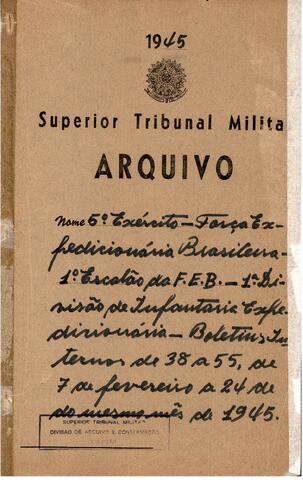 1945
Superior Tribunal Milita
ARQUIVO
Nome 5º Exército - Força Ex-
pedicionária Brasileira -
1º Escalão da F.E.B. - 1ª Di-
visão de Infantaria Expe-
dicionária - Boletins In-
ternos de 38 a 55, de
7 de fevereiro a 24 de
do mesmo mês de 1945.
SUPERIOR TRIBUNAL MILITAR
DIVISÃO DE ARQUIVO E